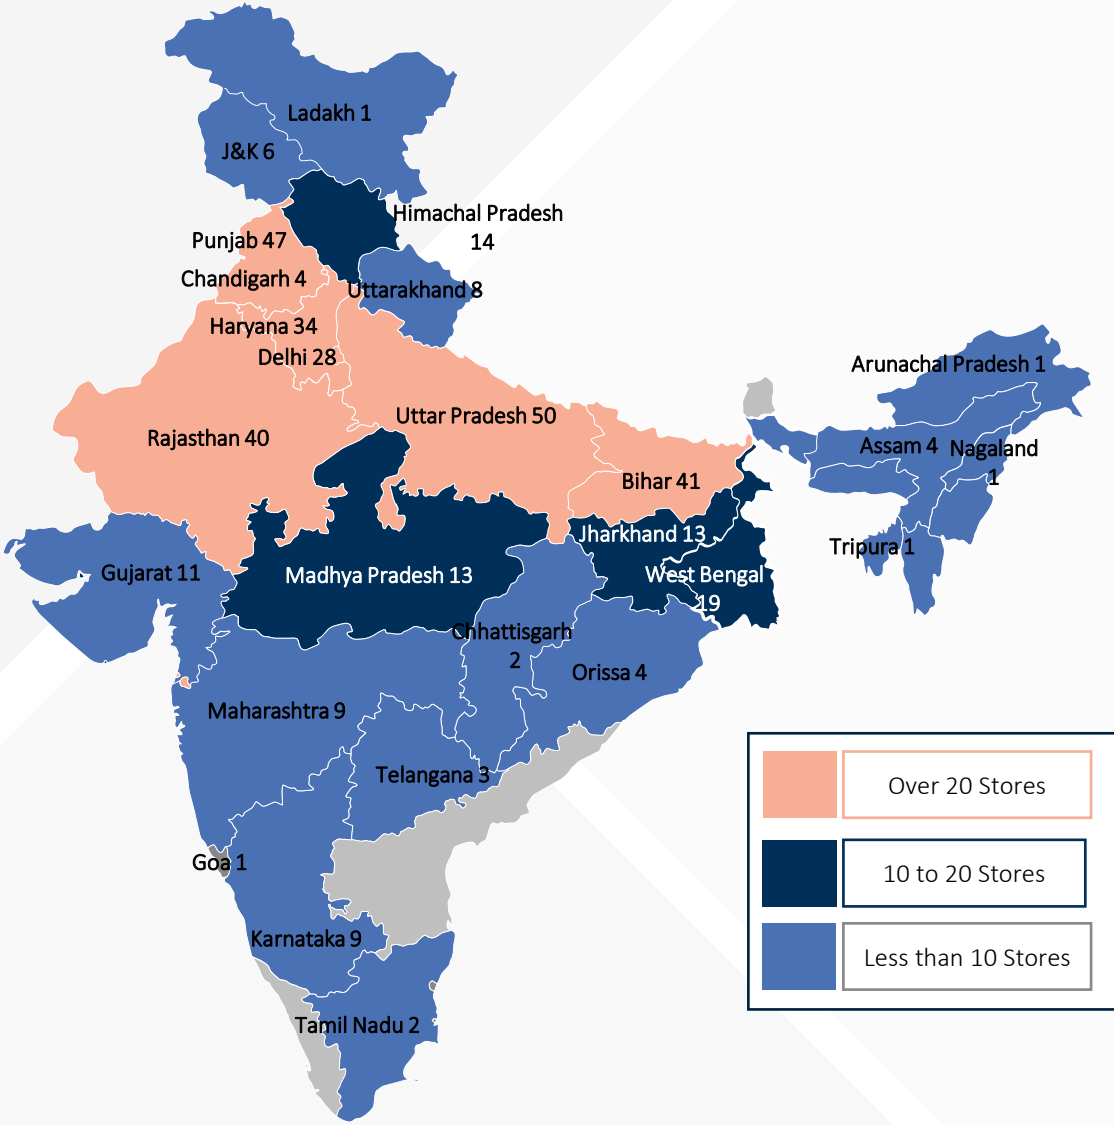 Ladakh 1
J&K 6
Himachal Pradesh
14
Punjab 47
Chandigarh 4
Uttarakhand 8
Haryana 34
Delhi 28
Arunachal Pradesh 1
Uttar Pradesh 50
Rajasthan 40
Assam 4
Nagaland
1
Bihar 41
Jharkhand 13
Tripura 1
Gujarat 11
Madhya Pradesh 13
West Bengal
19
Chhattisgarh
2
Orissa 4
Maharashtra 9
Telangana 3
Over 20 Stores
Goa 1
10 to 20 Stores
Karnataka 9
Less than 10 Stores
Tamil Nadu 2